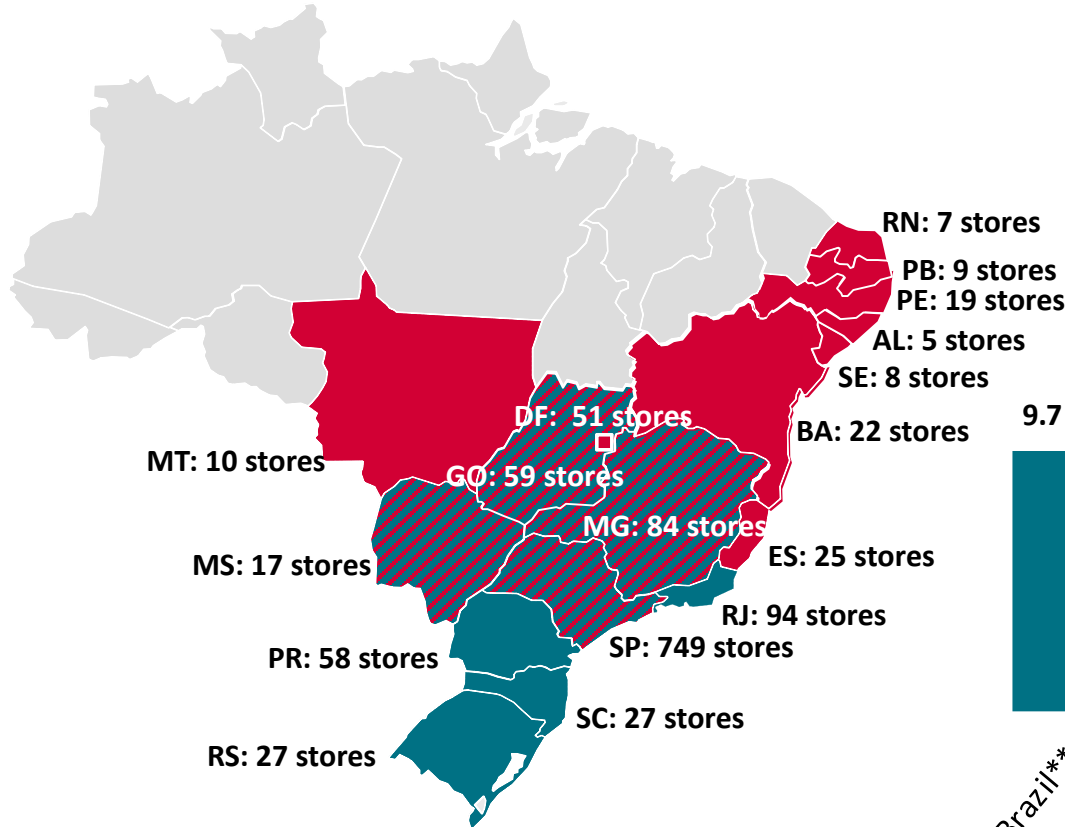 RN: 7 stores
PB: 9 stores
PE: 19 stores
AL: 5 stores
SE: 8 stores
DF:  51 stores
9.7
BA: 22 stores
MT: 10 stores
GO: 59 stores
MG: 84 stores
ES: 25 stores
MS: 17 stores
RJ: 94 stores
SP: 749 stores
PR: 58 stores
SC: 27 stores
RS: 27 stores
Brazil**